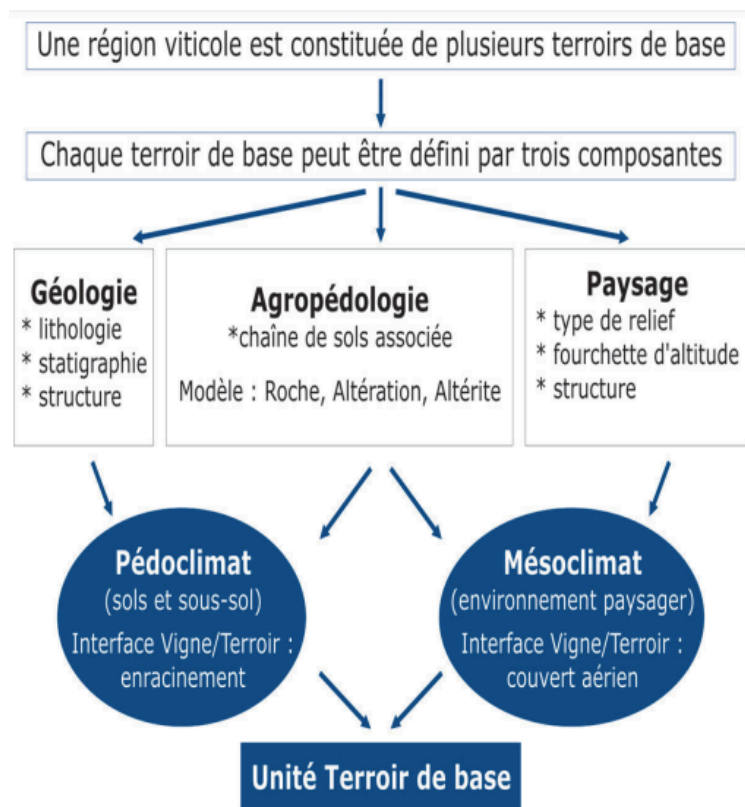 Une région viticole est constituée de plusieurs terroirs de base
Chaque terroir de base peut être défini par trois composantes
Géologie
* lithologie
* statigraphie
* structure
Agropédologie
*chaîne de sols associée
Modèle : Roche, Altération, Altérite
Paysage
* type de relief
* fourchette d'altitude
* structure
Pédoclimat
(sols et sous-sol)
Interface Vigne/Terroir :
enracinement
Mésoclimat
(environnement paysager)
Interface Vigne/Terroir :
couvert aérien
Unité Terroir de base